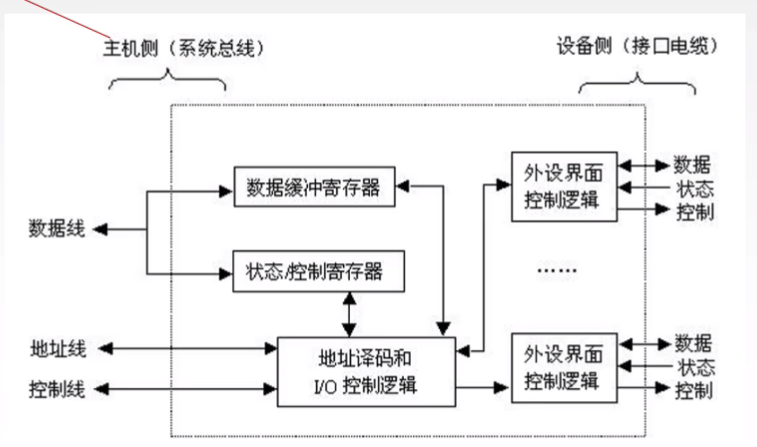 主机侧（系统总线）
设备侧（接口电缆）
数据缓冲寄存器
外设界面
控制逻辑
数据
状态
控制
数据线
状态/控制寄存器
……
地址线
控制线
地址译码和
I/O 控制逻辑
外设界面
控制逻辑
数据
状态
控制